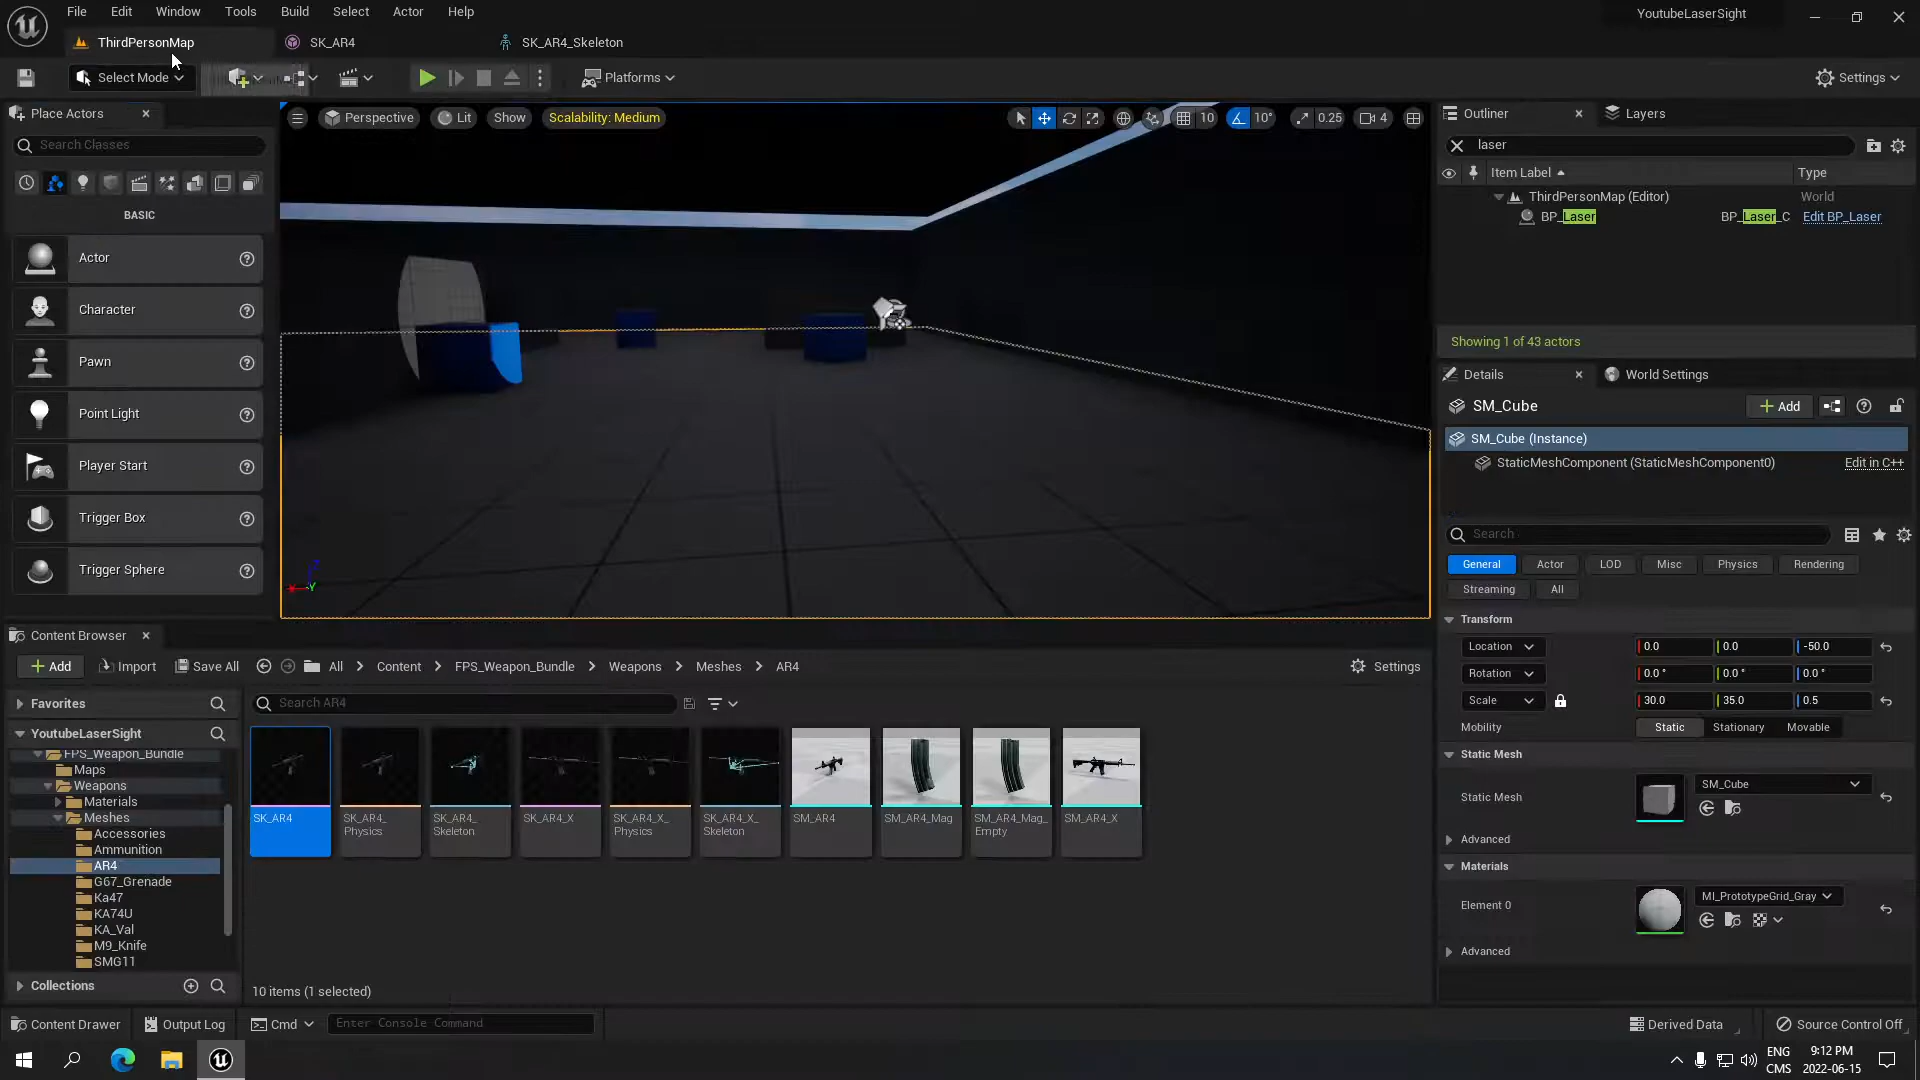 File Edit Window Tools Build Select Actor Help
YoutubeLaserSight
ThirdPersonMap
SK_AR4
SK_AR4_Skeleton
Select Mode
Platforms
Settings
Place Actors
Search Classes
BASIC
Actor
Character
Pawn
Point Light
Player Start
Trigger Box
Trigger Sphere
Perspective
Lit
Show
Scalability: Medium
10
10°
0.25
4
Outliner
Layers
laser
Item Label
Type
ThirdPersonMap (Editor)
World
BP_Laser
BP_Laser_C
Edit BP_Laser
Showing 1 of 43 actors
Details
World Settings
SM_Cube
Add
SM_Cube (Instance)
StaticMeshComponent (StaticMeshComponent0)
Edit in C++
Search
General
Actor
LOD
Misc
Physics
Rendering
Streaming
All
Transform
Location
0.0
0.0
-50.0
Rotation
0.0 °
0.0 °
0.0 °
Scale
30.0
35.0
0.5
Mobility
Static
Stationary
Movable
Static Mesh
Static Mesh
SM_Cube
Advanced
Materials
Element 0
MI_PrototypeGrid_Gray
Advanced
Content Browser
Add
Import
Save All
All
Content
FPS_Weapon_Bundle
Weapons
Meshes
AR4
Settings
Favorites
Search AR4
YoutubeLaserSight
FPS_Weapon_Bundle
Maps
Weapons
Materials
Meshes
Accessories
Ammunition
AR4
G67_Grenade
Ka47
KA74U
KA_Val
M9_Knife
SMG11
Collections
SK_AR4
SK_AR4_
Physics
SK_AR4_
Skeleton
SK_AR4_X
SK_AR4_X_
Physics
SK_AR4_X_
Skeleton
SM_AR4
SM_AR4_Mag
SM_AR4_Mag_
Empty
SM_AR4_X
10 items (1 selected)
Content Drawer
Output Log
Cmd
Enter Console Command
Derived Data
Source Control Off
ENG
CMS
9:12 PM
2022-06-15